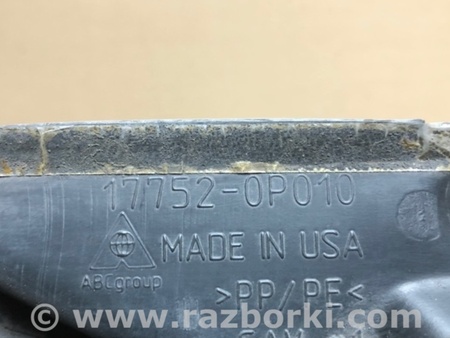 17752-0P010
MADE IN USA
ABCgroup
>PP/PE<
© www.razborki.com